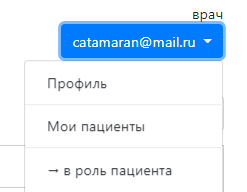 врач
catamaran@mail.ru
Профиль
Мои пациенты
→ в роль пациента